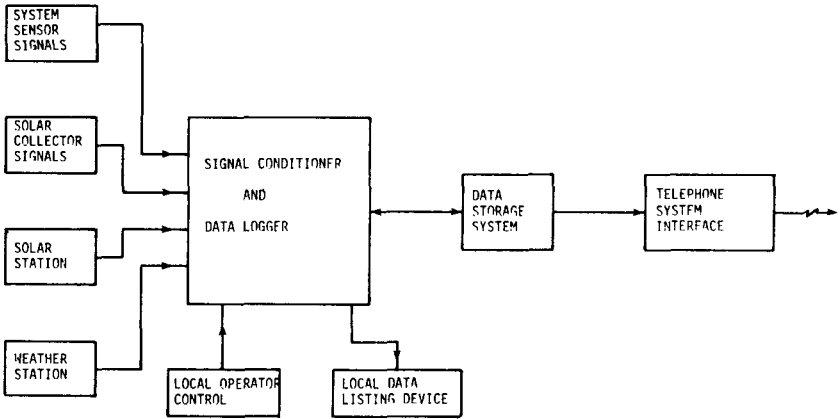 SYSTEM
SENSOR
SIGNALS
SOLAR
COLLECTOR
SIGNALS
SOLAR
STATION
WEATHER
STATION
SIGNAL CONDITIONER
AND
DATA LOGGER
LOCAL OPERATOR
CONTROL
LOCAL DATA
LISTING DEVICE
DATA
STORAGE
SYSTEM
TELEPHONE
SYSTEM
INTERFACE